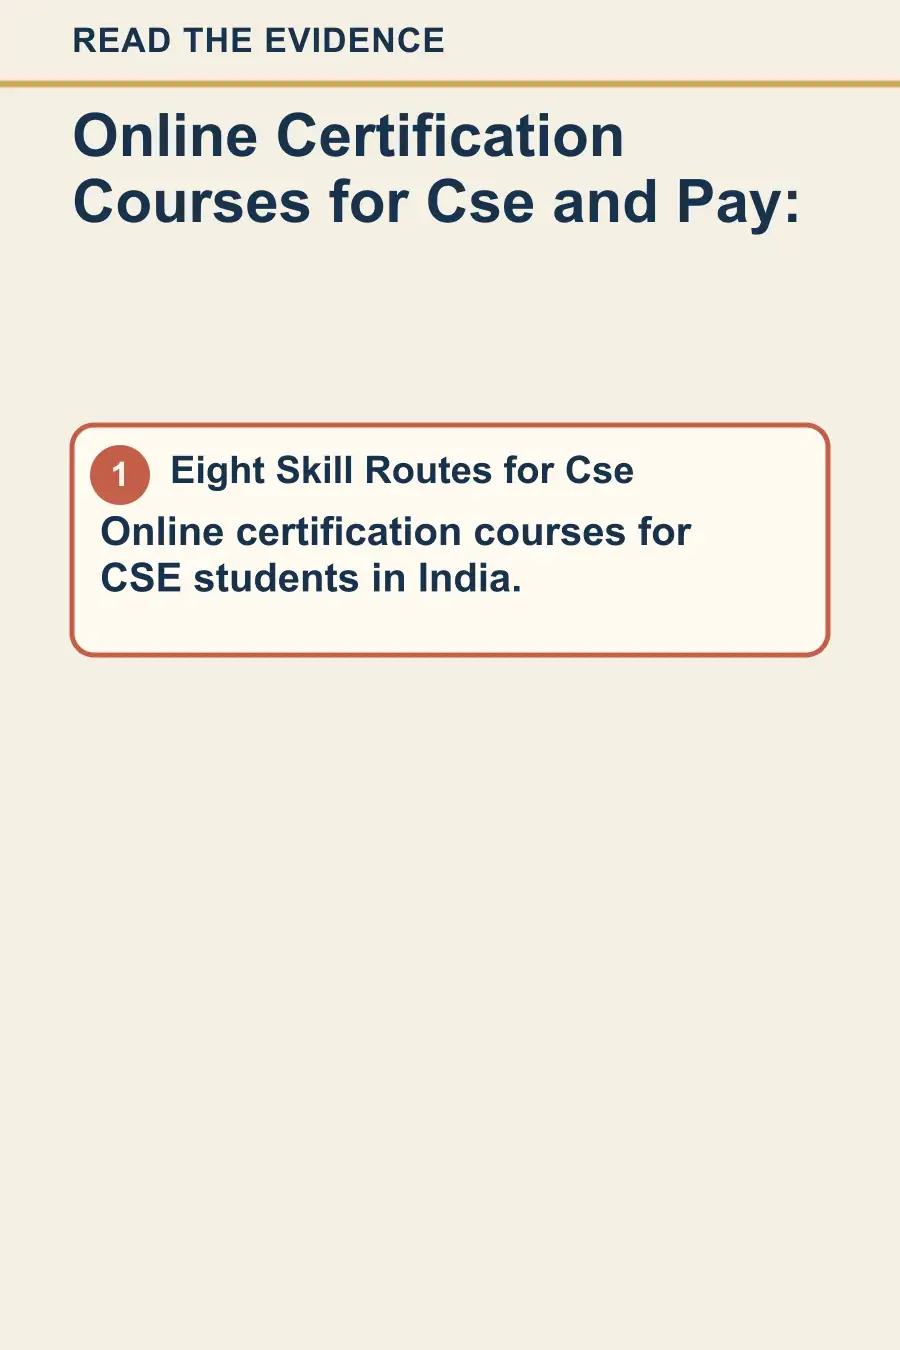 READ THE EVIDENCE
Online Certification
Courses for Cse and Pay:
1 Eight Skill Routes for Cse
Online certification courses for
CSE students in India.